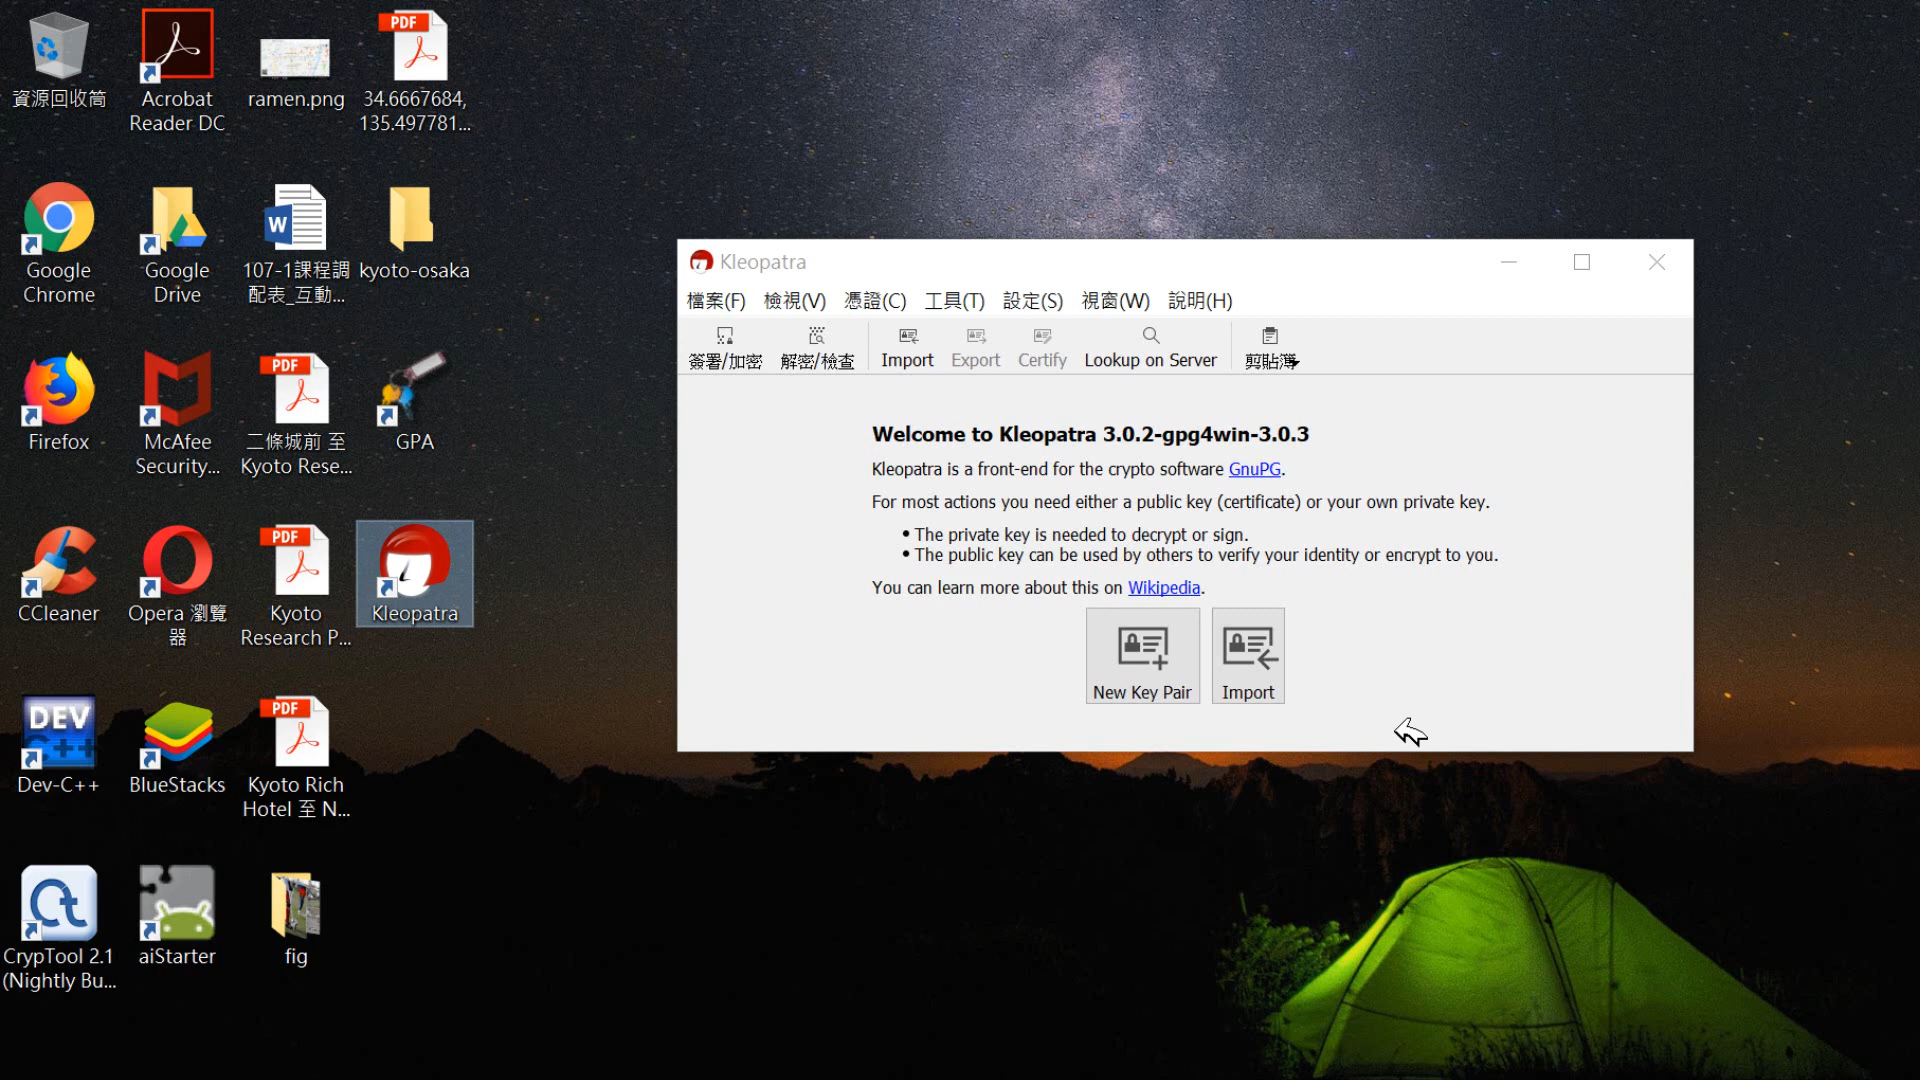 資源回收筒
Acrobat
Reader DC
ramen.png
PDF
34.6667684,
135.497781...
Google
Chrome
Google
Drive
W
107-1課程調
配表_互動...
kyoto-osaka
Firefox
McAfee
Security...
PDF
二條城前 至
Kyoto Rese...
GPA
CCleaner
Opera 瀏覽
器
PDF
Kyoto
Research P...
Kleopatra
DEV
C++
Dev-C++
BlueStacks
PDF
Kyoto Rich
Hotel 至 N...
Ct
CrypTool 2.1
(Nightly Bu...
aiStarter
fig
Kleopatra
檔案(F) 檢視(V) 憑證(C) 工具(T) 設定(S) 視窗(W) 說明(H)
簽署/加密 解密/檢查 Import Export Certify Lookup on Server 剪貼簿
Welcome to Kleopatra 3.0.2-gpg4win-3.0.3
Kleopatra is a front-end for the crypto software GnuPG.
For most actions you need either a public key (certificate) or your own private key.
• The private key is needed to decrypt or sign.
• The public key can be used by others to verify your identity or encrypt to you.
You can learn more about this on Wikipedia.
New Key Pair Import